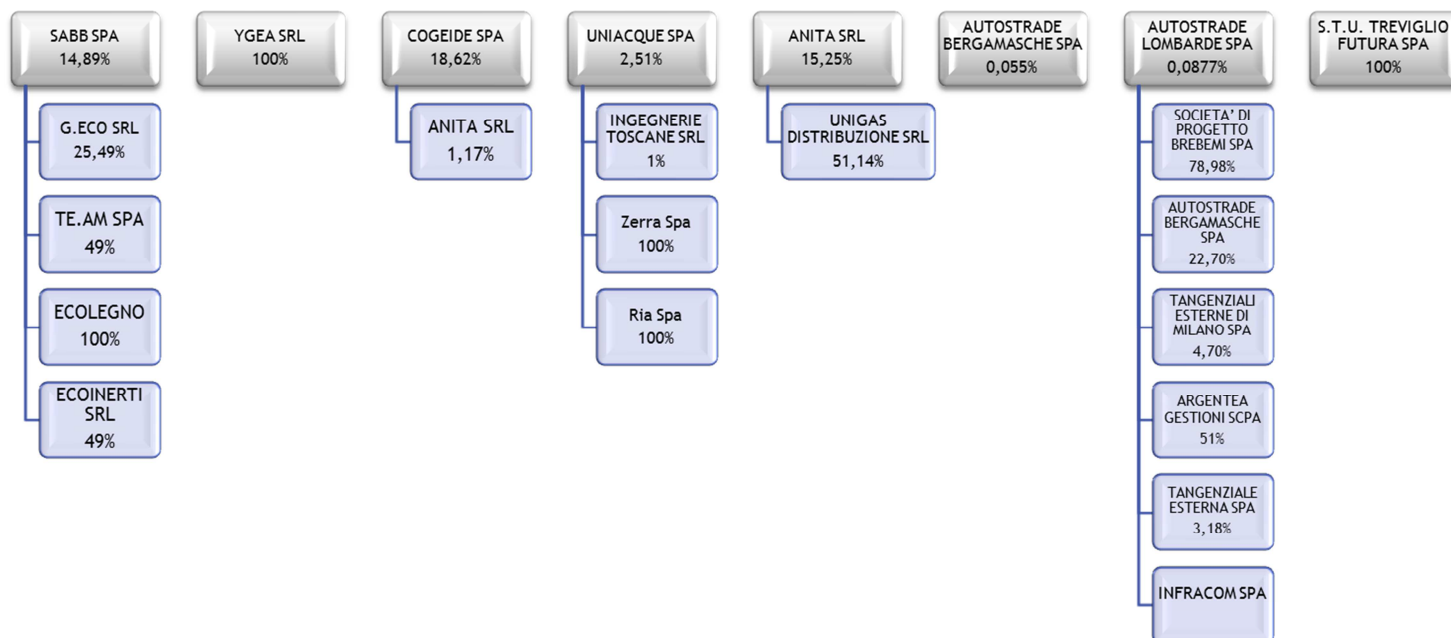 SABB SPA
14,89%
G.ECO SRL
25,49%
TE.AM SPA
49%
ECOLEGNO
100%
ECOINERTI
SRL
49%
YGEA SRL
100%
COGEIDE SPA
18,62%
ANITA SRL
1,17%
UNIACQUE SPA
2,51%
INGEGNERIE
TOSCANE SRL
1%
Zerra Spa
100%
Ria Spa
100%
ANITA SRL
15,25%
UNIGAS
DISTRIBUZIONE SRL
51,14%
AUTOSTRADE
BERGAMASCHE SPA
0,055%
AUTOSTRADE
LOMBARDE SPA
0,0877%
SOCIETA' DI
PROGETTO
BREBEMI SPA
78,98%
AUTOSTRADE
BERGAMASCHE
SPA
22,70%
TANGENZIALI
ESTERNE DI
MILANO SPA
4,70%
ARGENTEA
GESTIONI SCPA
51%
TANGENZIALE
ESTERNA SPA
3,18%
INFRACOM SPA
S.T.U. TREVIGLIO
FUTURA SPA
100%